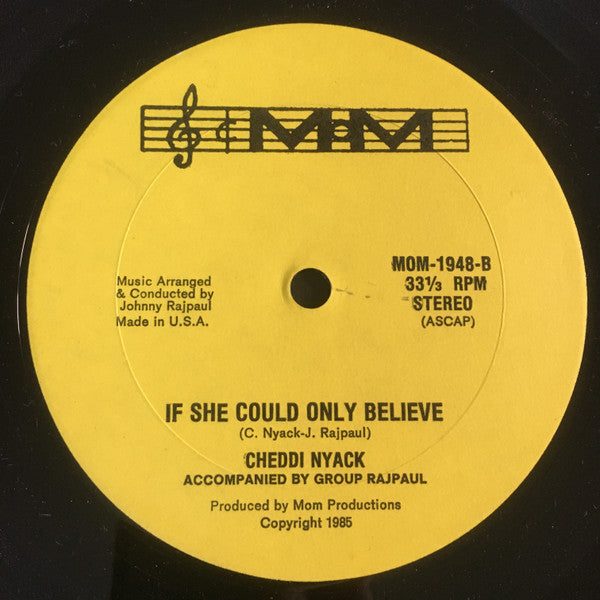 MOM
MOM-1948-B
33⅓ RPM
STEREO
(ASCAP)
Music Arranged
& Conducted by
Johnny Rajpaul
Made in U.S.A.
IF SHE COULD ONLY BELIEVE
(C. Nyack-J. Rajpaul)
CHEDDI NYACK
ACCOMPANIED BY GROUP RAJPAUL
Produced by Mom Productions
Copyright 1985